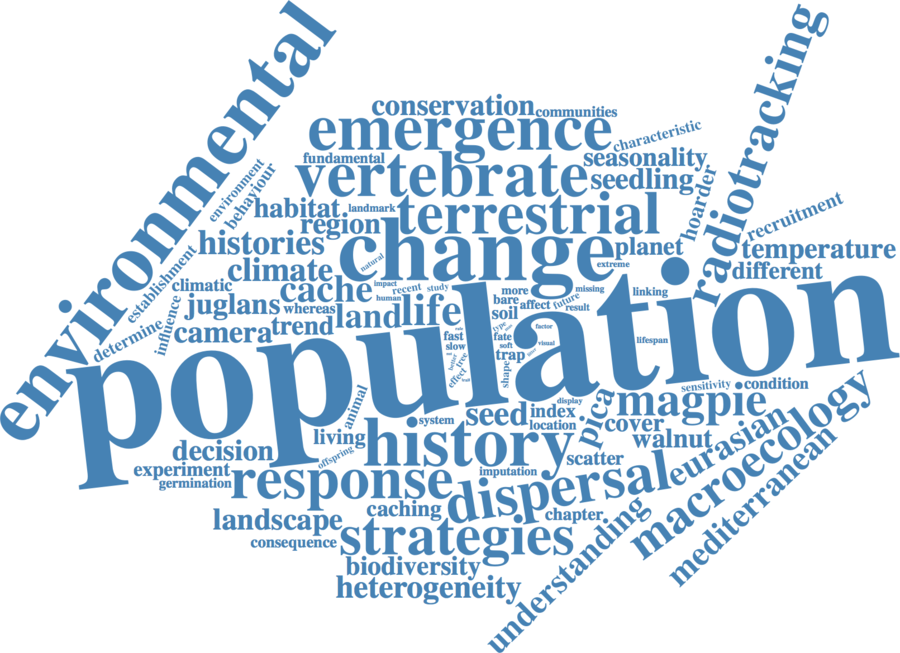 environmental
radiotracking
conservation
communities
emergence
characteristic
fundamental
seasonality
vertebrate
seedling
environment
behaviour
hoarder
habitat
landmark
terrestrial
recruitment
region
histories
change
planet
temperature
natural
extreme
different
climate
establishment
climatic
cache
impact
recent
study
more
missing
linking
human
bare
future
juglans
whereas
land
life
soil
affect
result
influence
camera
trend
determine
type
factor
fast
fate
slow
soft
visual
lifespan
trap
tree
effect
shape
population
sensitivity
condition
animal
display
magpie
seed
index
pica
system
location
cover
living
history
walnut
decision
offspring
scatter
eurasian
experiment
imputation
germination
response
dispersal
macroecology
mediterranean
caching
chapter
landscape
understanding
consequence
strategies
biodiversity
heterogeneity